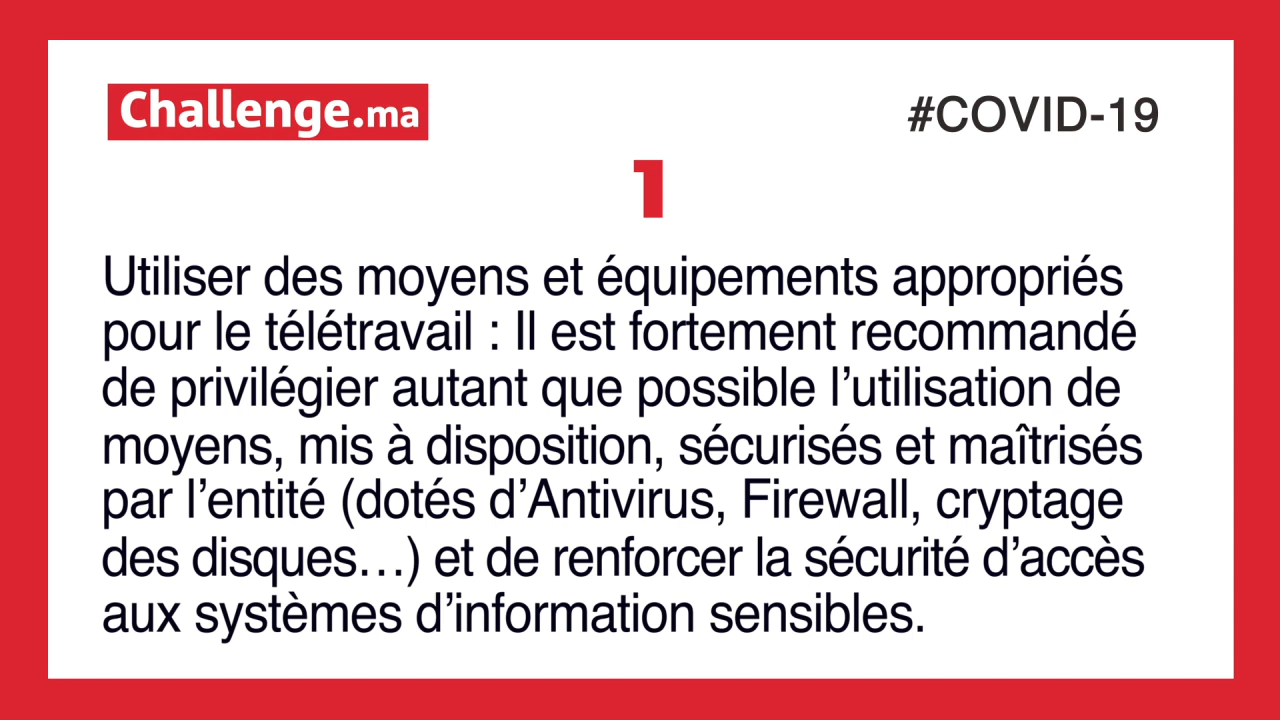 Challenge.ma
#COVID-19
1
Utiliser des moyens et équipements appropriés
pour le télétravail : Il est fortement recommandé
de privilégier autant que possible l’utilisation de
moyens, mis à disposition, sécurisés et maîtrisés
par l’entité (dotés d’Antivirus, Firewall, cryptage
des disques…) et de renforcer la sécurité d’accès
aux systèmes d’information sensibles.